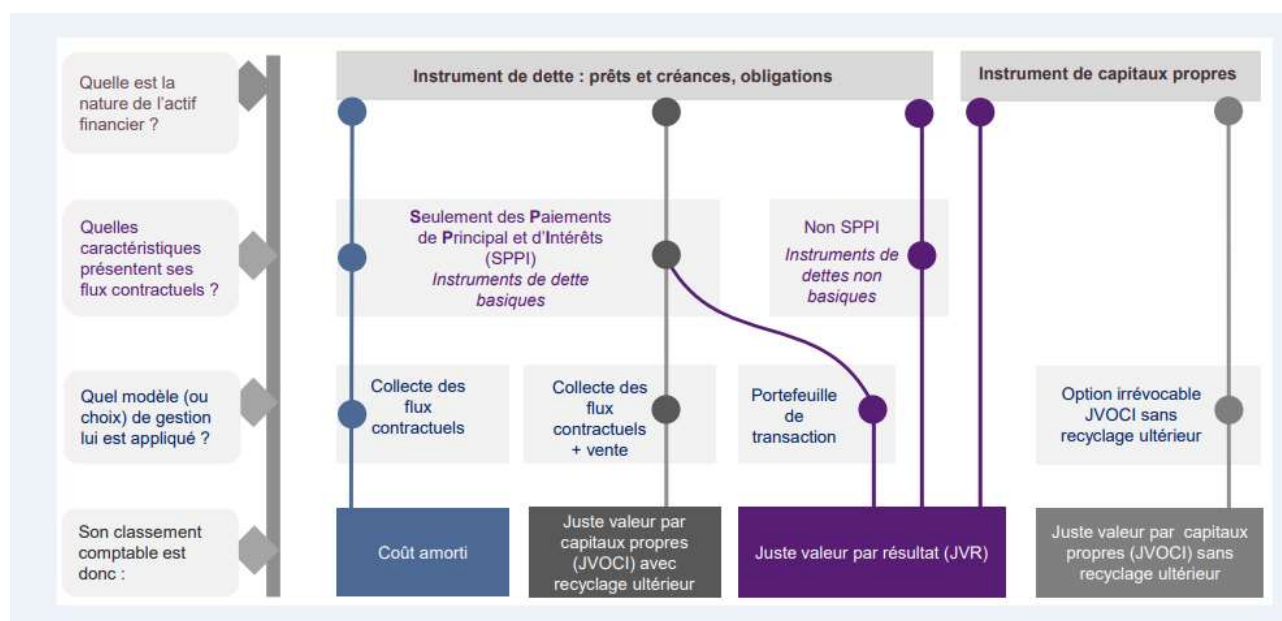 Quelle est la
nature de l'actif
financier ?
Instrument de dette : prêts et créances, obligations
Instrument de capitaux propres
Quelles
caractéristiques
présentent ses
flux contractuels ?
Seulement des Paiements
de Principal et d'Intérêts
(SPPI)
Instruments de dette
basiques
Non SPPI
Instruments de
dettes non
basiques
Quel modèle (ou
choix) de gestion
lui est appliqué ?
Collecte des
flux
contractuels
Collecte des
flux
contractuels
+ vente
Portefeuille
de
transaction
Option irrévocable
JVOCI sans
recyclage ultérieur
Son classement
comptable est
donc :
Coût amorti
Juste valeur par
capitaux propres
(JVOCI) avec
recyclage ultérieur
Juste valeur par résultat (JVR)
Juste valeur par capitaux
propres (JVOCI) sans
recyclage ultérieur